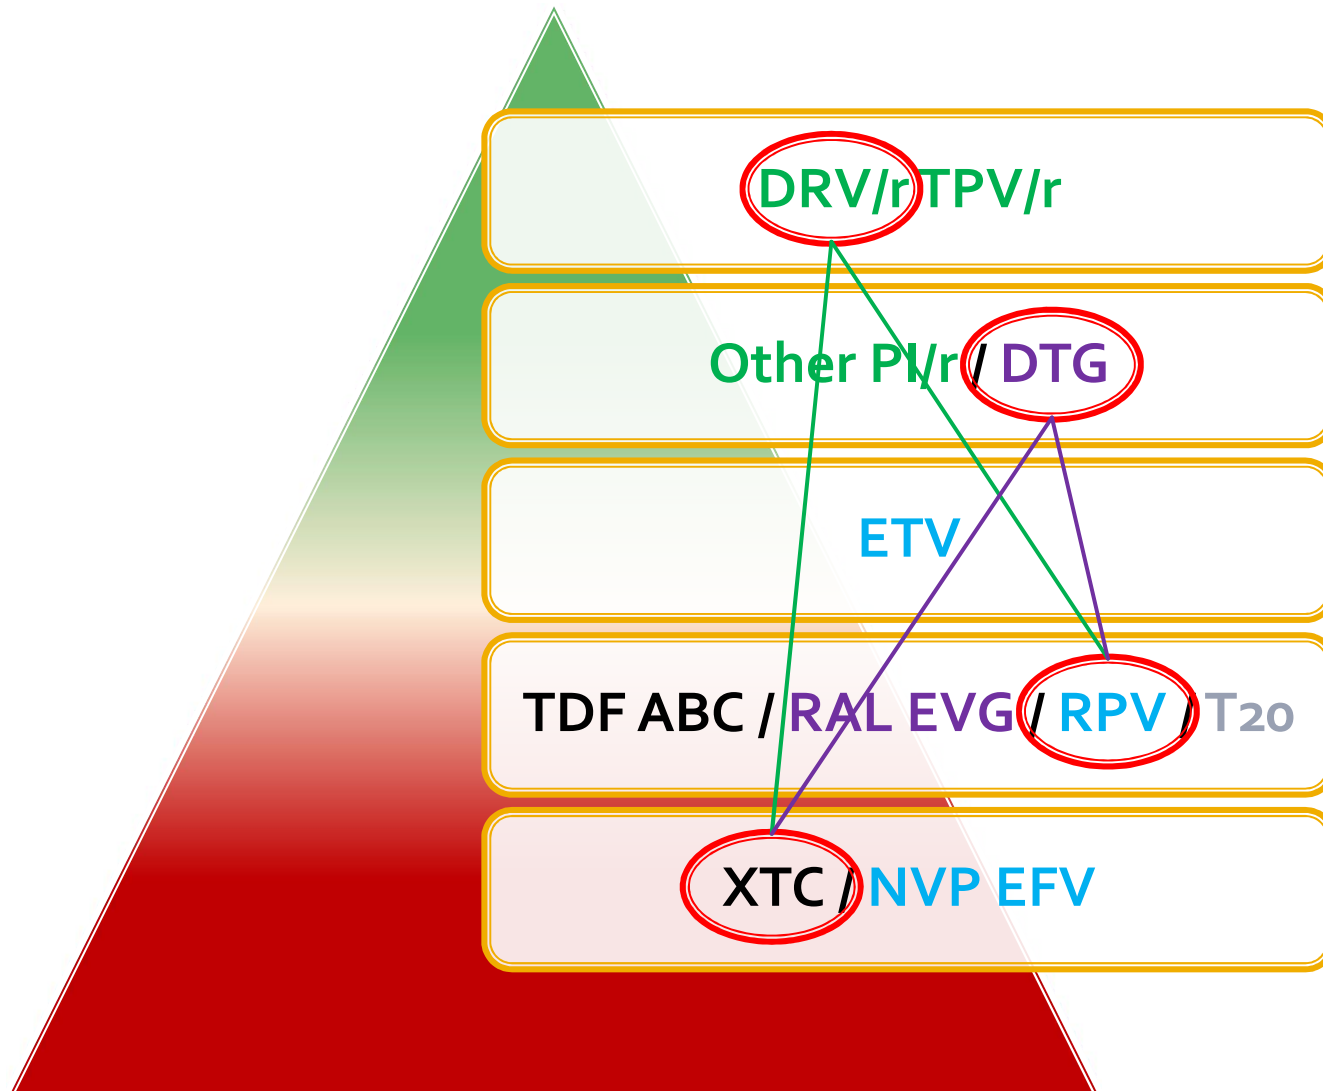 DRV/r TPV/r
Other PI/r / DTG
ETV
TDF ABC / RAL EVG / RPV / T20
XTC / NVP EFV